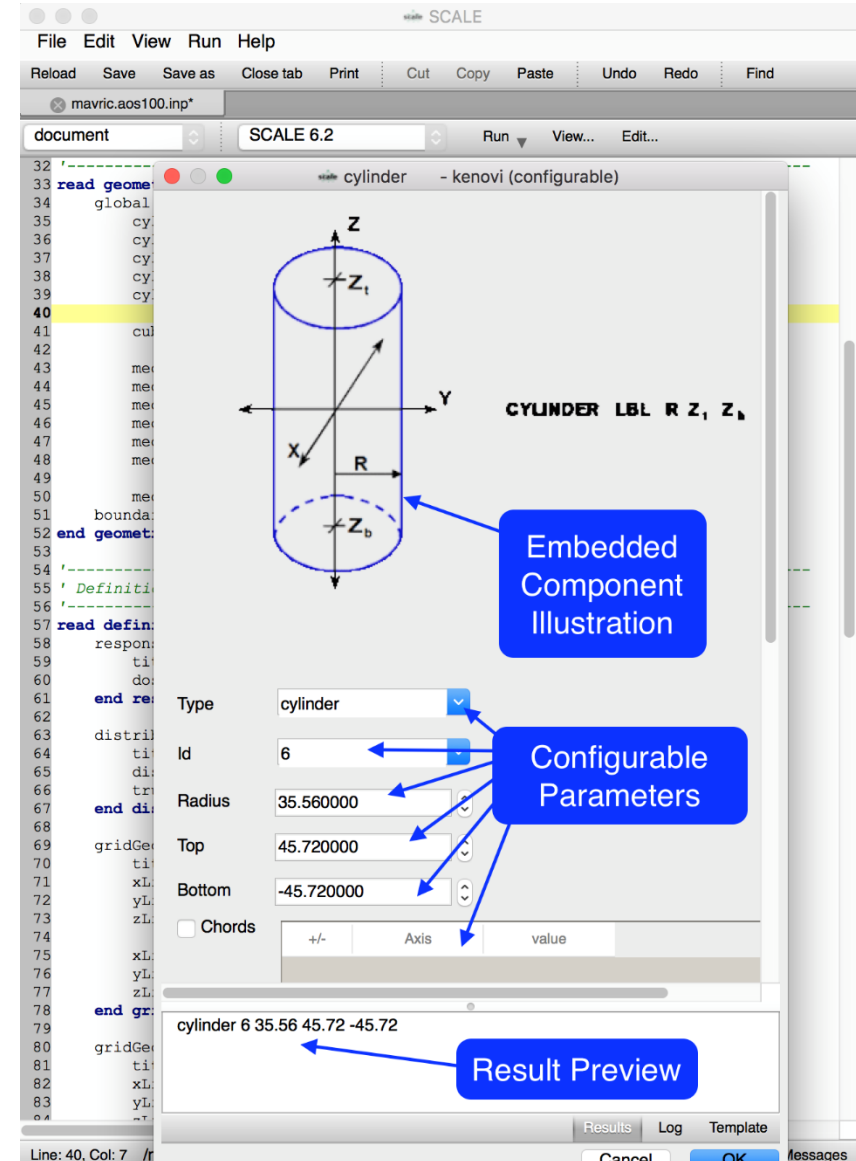 scale SCALE
File Edit View Run Help
Reload Save Save as Close tab Print Cut Copy Paste Undo Redo Find
mavric.aos100.inp*
document SCALE 6.2 Run View... Edit...
32 '----------
33 read geome
34 global
35 cy
36 cy
37 cy
38 cy
39 cy
40
41 cu
42
43 me
44 me
45 me
46 me
47 me
48 me
49
50 me
51 bounda
52 end geomet
53
54 '----------
55 ' Definiti
56 '----------
57 read defin
58 respon
59 ti
60 do
61 end re
62
63 distri
64 ti
65 di
66 tr
67 end di
68
69 gridGe
70 ti
71 xL
72 yL
73 zL
74
75 xL
76 yL
77 zL
78 end gr
79
80 gridGe
81 ti
82 xL
83 yL
scale cylinder - kenovi (configurable)
Z
Zt
Y
X
R
Zb
CYLINDER LBL R Z1 Zb
Embedded
Component
Illustration
Type cylinder
Id 6
Radius 35.560000
Top 45.720000
Bottom -45.720000
Chords
+/- Axis value
Configurable
Parameters
cylinder 6 35.56 45.72 -45.72
Result Preview
Results Log Template
Cancel OK
Line: 40, Col: 7 Messages